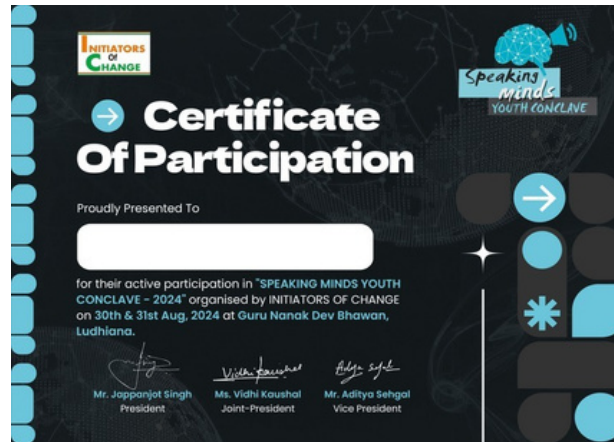 INITIATORS
OF
CHANGE
Speaking
minds
YOUTH CONCLAVE
Certificate
Of Participation
Proudly Presented To
for their active participation in "SPEAKING MINDS YOUTH
CONCLAVE - 2024" organised by INITIATORS OF CHANGE
on 30th & 31st Aug, 2024 at Guru Nanak Dev Bhawan,
Ludhiana.
Vidhi Kaushal
Mr. Jappanjot Singh
President
Ms. Vidhi Kaushal
Joint-President
Mr. Aditya Sehgal
Vice President